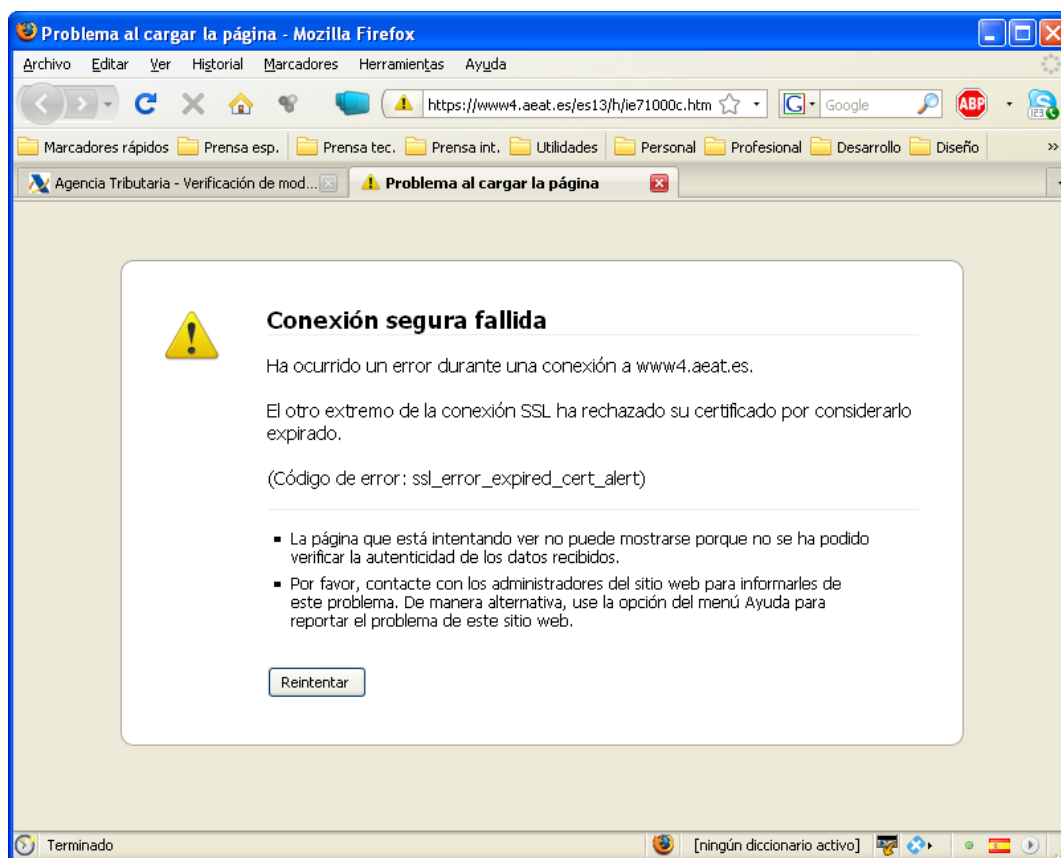 Problema al cargar la página - Mozilla Firefox
Archivo Editar Ver Historial Marcadores Herramientas Ayuda
https://www4.aeat.es/es13/h/ie71000c.htm G Google ABP 123
Marcadores rápidos Prensa esp. Prensa tec. Prensa int. Utilidades Personal Profesional Desarrollo Diseño »
Agencia Tributaria - Verificación de mod... Problema al cargar la página
Conexión segura fallida
Ha ocurrido un error durante una conexión a www4.aeat.es.
El otro extremo de la conexión SSL ha rechazado su certificado por considerarlo
expirado.
(Código de error: ssl_error_expired_cert_alert)
La página que está intentando ver no puede mostrarse porque no se ha podido
verificar la autenticidad de los datos recibidos.
Por favor, contacte con los administradores del sitio web para informarles de
este problema. De manera alternativa, use la opción del menú Ayuda para
reportar el problema de este sitio web.
Reintentar
Terminado [ningún diccionario activo]